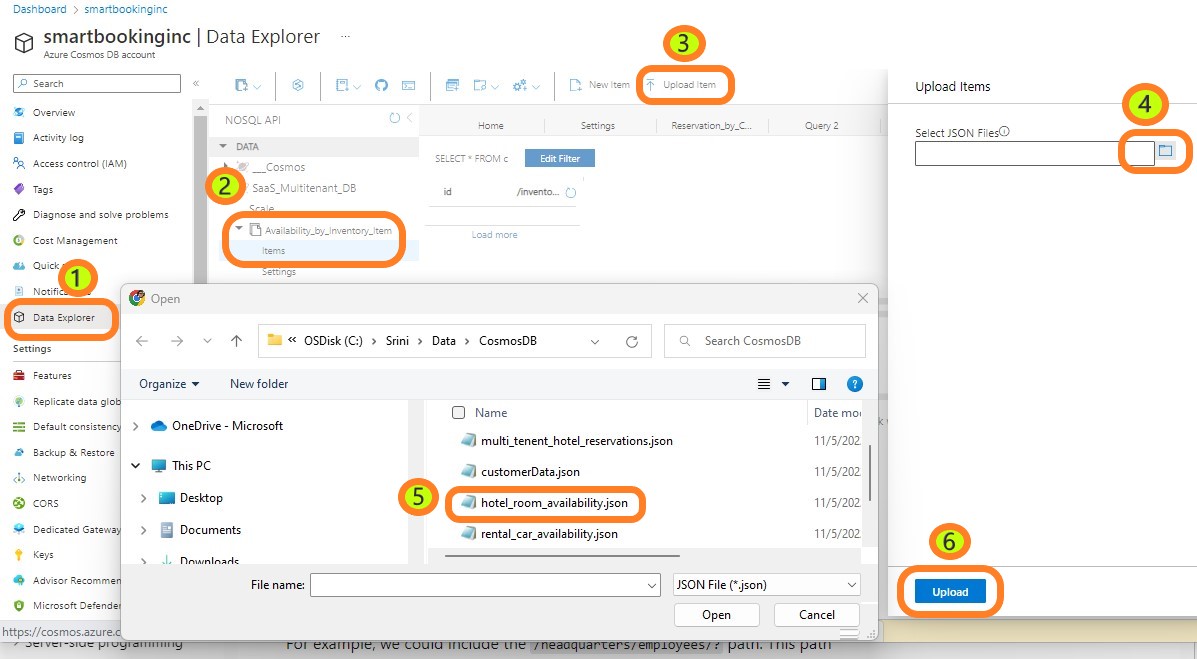 Dashboard > smartbookinginc
smartbookinginc | Data Explorer ...
Azure Cosmos DB account
Search «
Overview
Activity log
Access control (IAM)
Tags
Diagnose and solve problems
Cost Management
Quick
Notific
1
Data Explorer
Settings
Features
Replicate data glob
Default consistency
Backup & Restore
Networking
CORS
Dedicated Gateway
Keys
Advisor Recommen
Microsoft Defender
https://cosmos.azure.c
Server-side programming
3
New Item Upload Item
NOSQL API
DATA
___Cosmos
2 SaaS_Multitenant_DB
Scale
Availability_by_Inventory_Item
Items
Settings
Home Settings Reservation_by_C... Query 2
SELECT * FROM c Edit Filter
id /invento...
Load more
Upload Items
4
Select JSON Files
Open
« OSDisk (C:) > Srini > Data > CosmosDB
Search CosmosDB
Organize New folder
?
OneDrive - Microsoft
This PC
Desktop
Documents
Downloads
Name Date mo
multi_tenent_hotel_reservations.json 11/5/202
customerData.json 11/5/202
5 hotel_room_availability.json 11/5/202
rental_car_availability.json 11/5/202
File name: JSON File (*.json)
Open Cancel
6
Upload
For example, we could include the /headquarters/employees/? path. This path